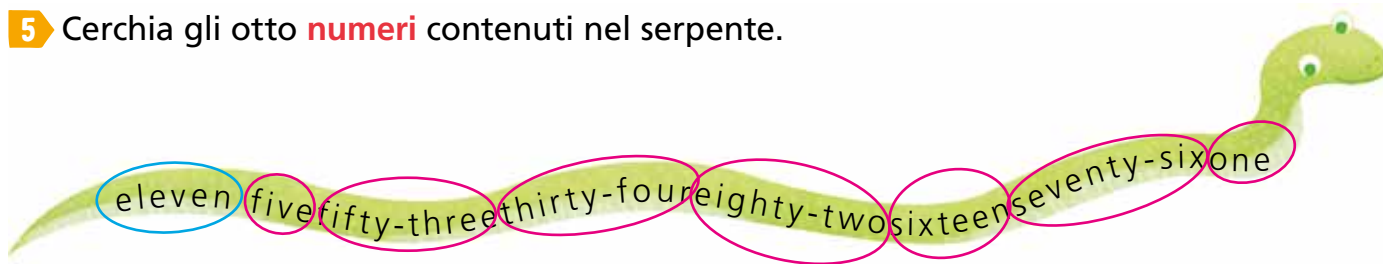 5 Cerchia gli otto numeri contenuti nel serpente.
elevenfivefifty-threethirty-foureighty-twosixteenseventy-sixone